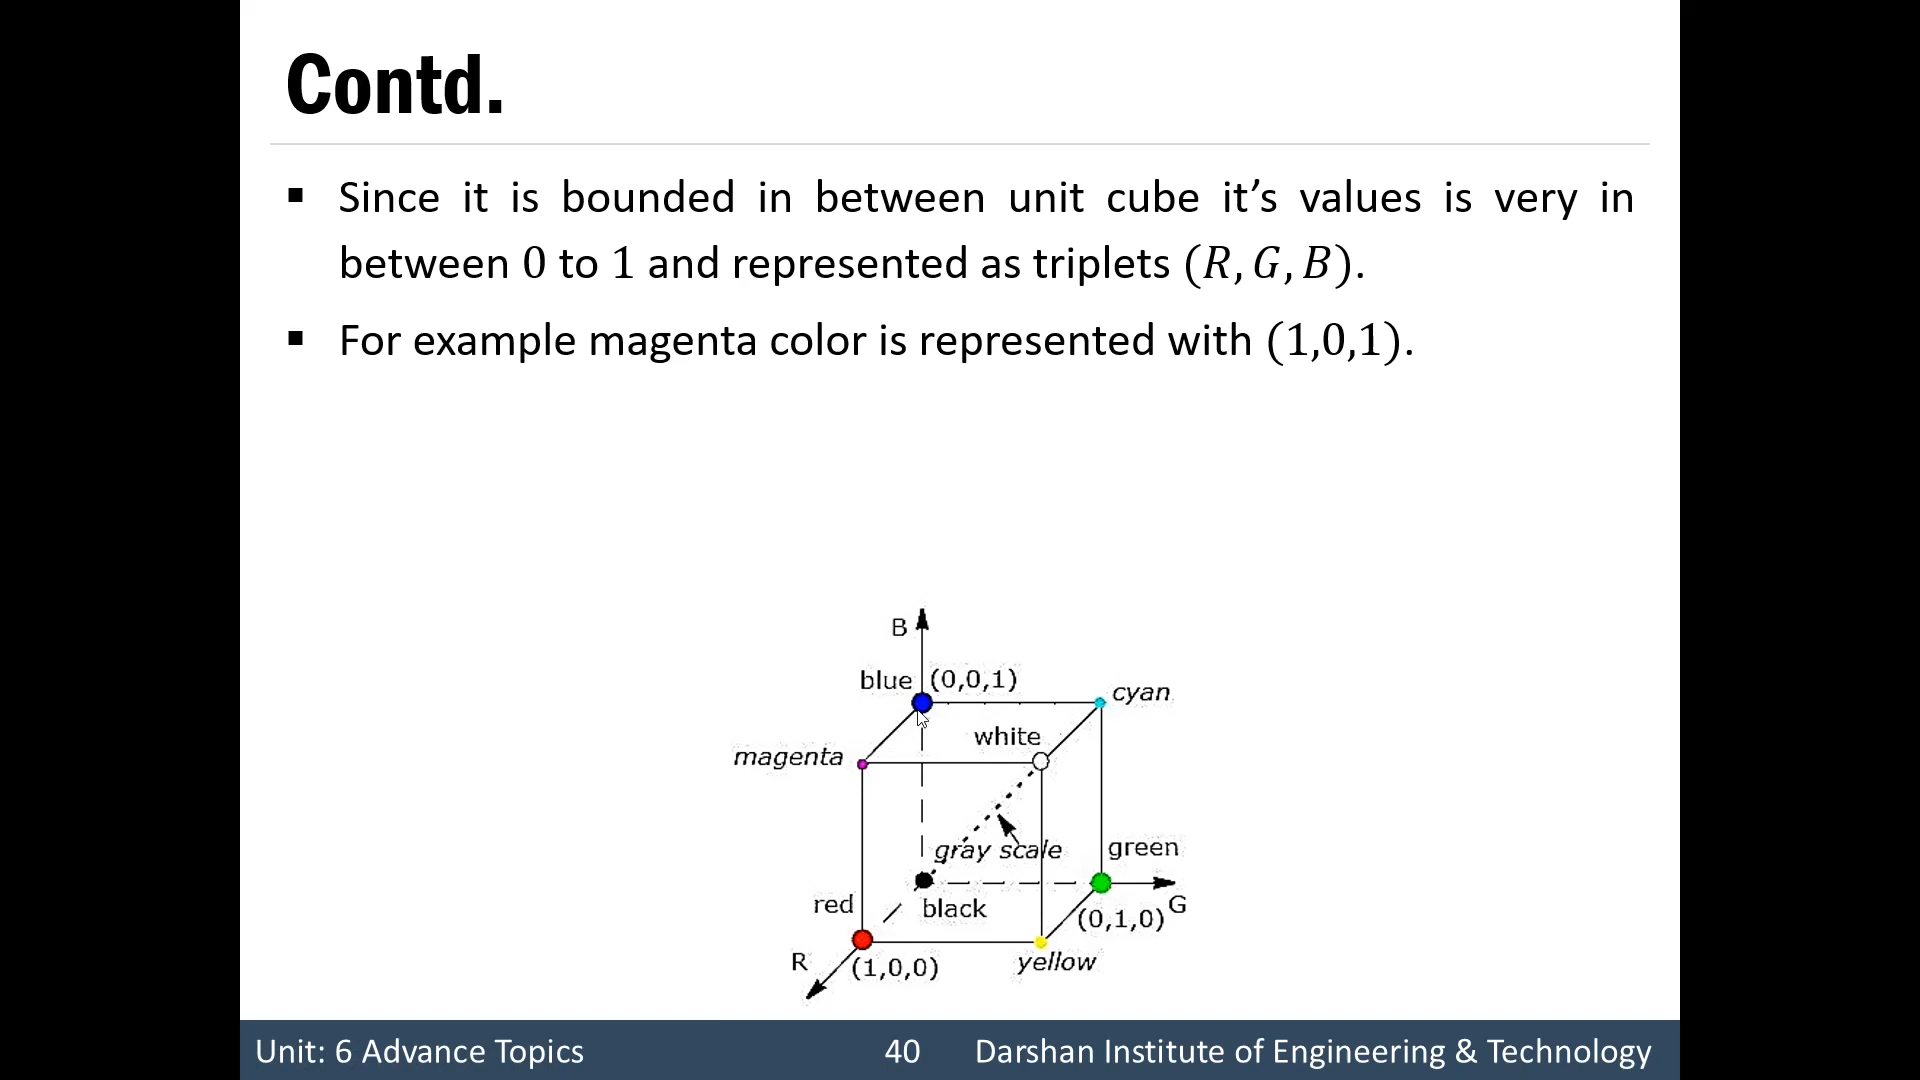 Contd.
▪ Since it is bounded in between unit cube it’s values is very in
between 0 to 1 and represented as triplets (R, G, B).
▪ For example magenta color is represented with (1,0,1).
B
blue (0,0,1)
cyan
white
magenta
gray scale
green
red
black
G
(0,1,0)
R
(1,0,0)
yellow
Unit: 6 Advance Topics 40 Darshan Institute of Engineering & Technology